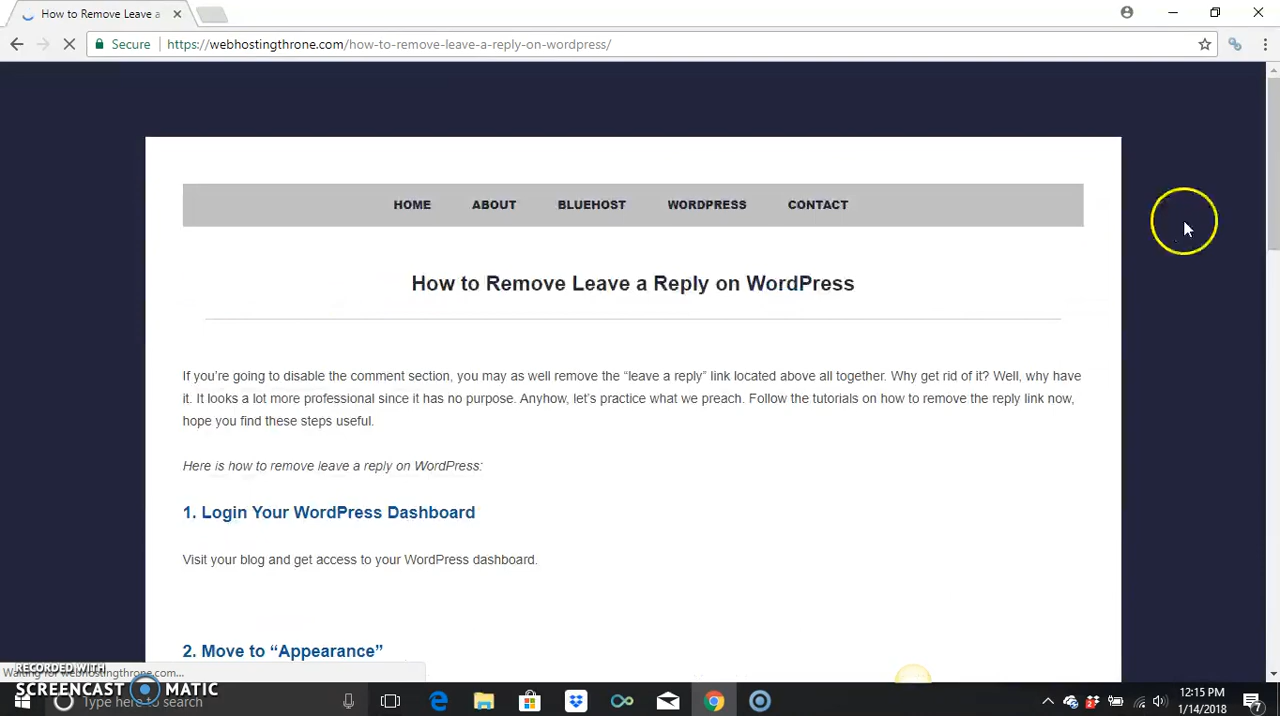 How to Remove Leave a
Secure
https://webhostingthrone.com/how-to-remove-leave-a-reply-on-wordpress/
HOME ABOUT BLUEHOST WORDPRESS CONTACT
How to Remove Leave a Reply on WordPress
If you’re going to disable the comment section, you may as well remove the “leave a reply” link located above all together. Why get rid of it? Well, why have
it. It looks a lot more professional since it has no purpose. Anyhow, let’s practice what we preach. Follow the tutorials on how to remove the reply link now,
hope you find these steps useful.
Here is how to remove leave a reply on WordPress:
1. Login Your WordPress Dashboard
Visit your blog and get access to your WordPress dashboard.
2. Move to “Appearance”
Waiting for webhostingthrone.com...
RECORDED WITH
SCREENCAST MATIC
Type here to search
2
12:15 PM
1/14/2018
7